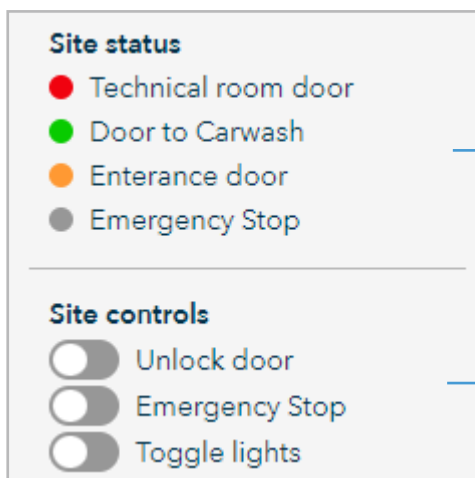 Site status
Technical room door
Door to Carwash
Enterance door
Emergency Stop
Site controls
Unlock door
Emergency Stop
Toggle lights